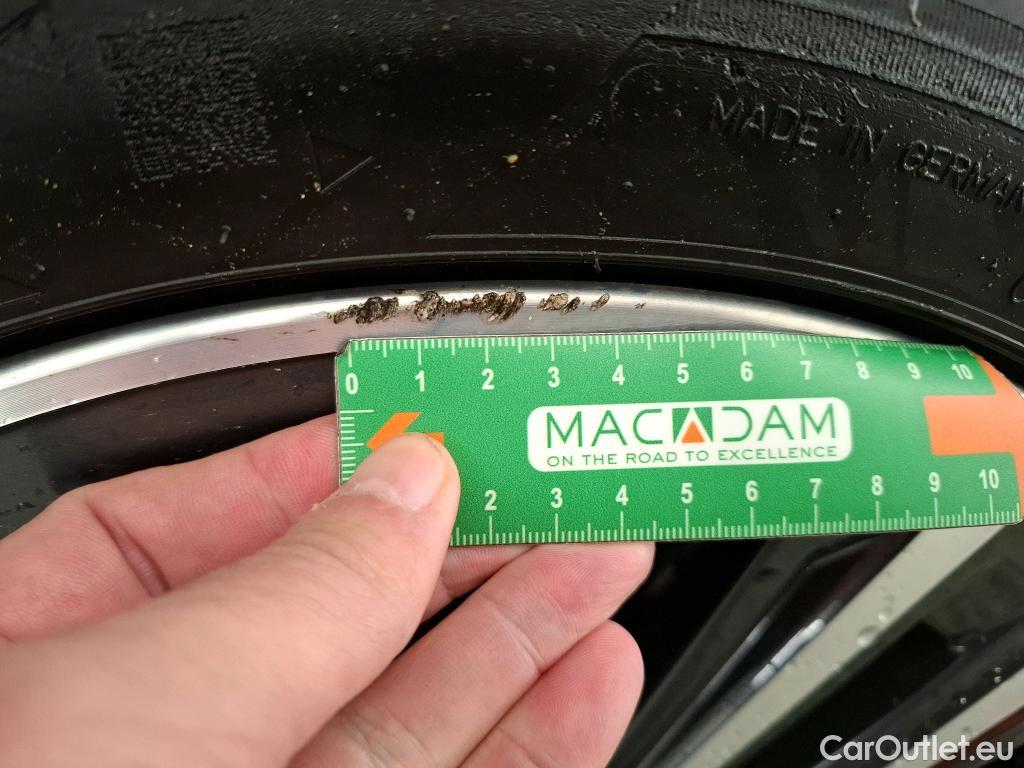 MADE IN GERMAN
0 1 2 3 4 5 6 7 8 9 10
MACADAM
ON THE ROAD TO EXCELLENCE
2 3 4 5 6 7 8 9 10
CarOutlet.eu